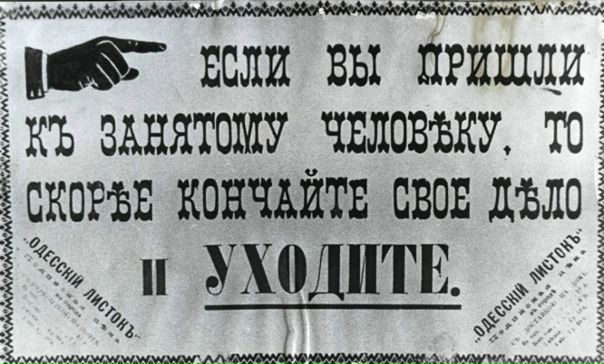 ЕСЛИ ВЫ ПРИШЛИ
КЪ ЗАНЯТОМУ ЧЕЛОВѢКУ, ТО
СКОРѢЕ КОНЧАЙТЕ СВОЕ ДѢЛО
И УХОДИТЕ.
„ОДЕССКІЙ ЛИСТОКЪ"
„ОДЕССКІЙ ЛИСТОКЪ"